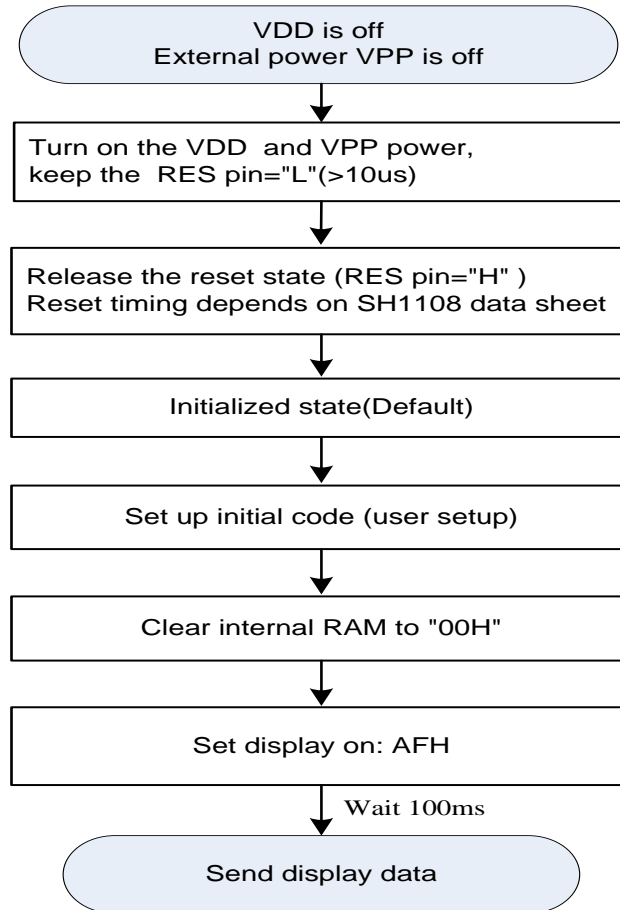 VDD is off
External power VPP is off
Turn on the VDD and VPP power,
keep the RES pin="L"(>10us)
Release the reset state (RES pin="H" )
Reset timing depends on SH1108 data sheet
Initialized state(Default)
Set up initial code (user setup)
Clear internal RAM to "00H"
Set display on: AFH
Wait 100ms
Send display data